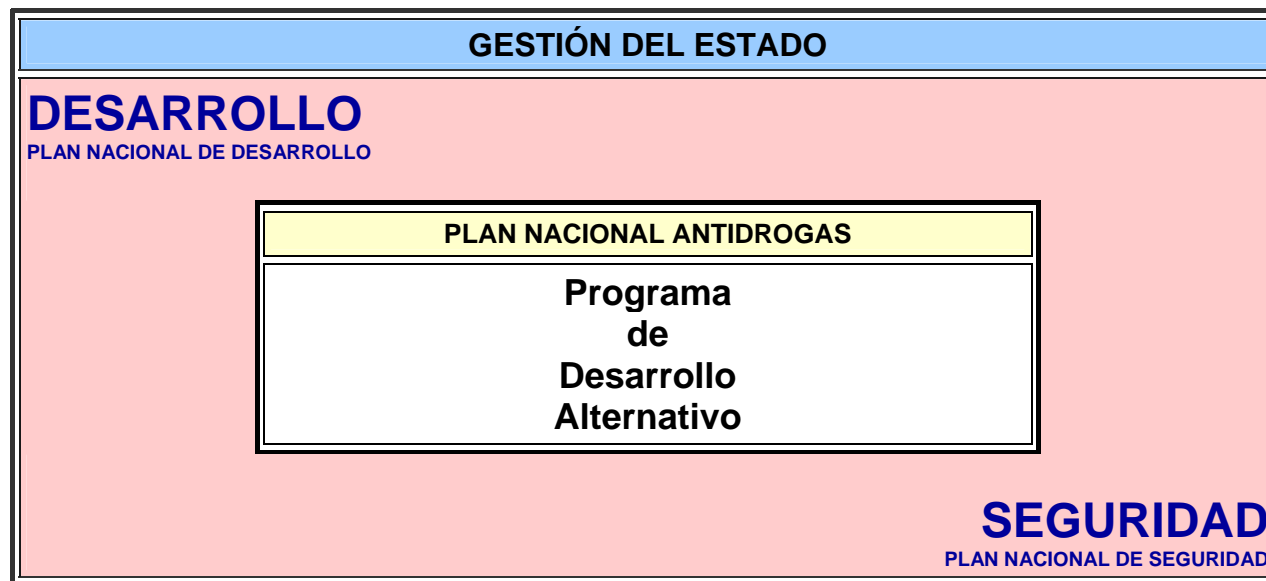 GESTIÓN DEL ESTADO
DESARROLLO
PLAN NACIONAL DE DESARROLLO
PLAN NACIONAL ANTIDROGAS
Programa
de
Desarrollo
Alternativo
SEGURIDAD
PLAN NACIONAL DE SEGURIDAD